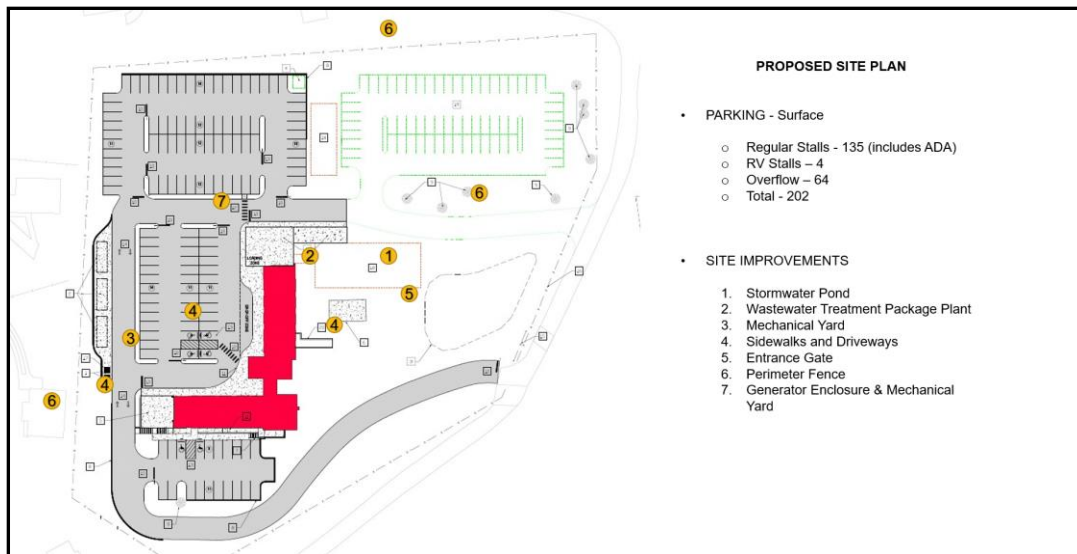 PROPOSED SITE PLAN
• PARKING - Surface
o Regular Stalls - 135 (includes ADA)
o RV Stalls – 4
o Overflow – 64
o Total - 202
• SITE IMPROVEMENTS
1. Stormwater Pond
2. Wastewater Treatment Package Plant
3. Mechanical Yard
4. Sidewalks and Driveways
5. Entrance Gate
6. Perimeter Fence
7. Generator Enclosure & Mechanical
Yard
6
6
7
2
1
5
4
4
3
4
6
LOADING
ZONE